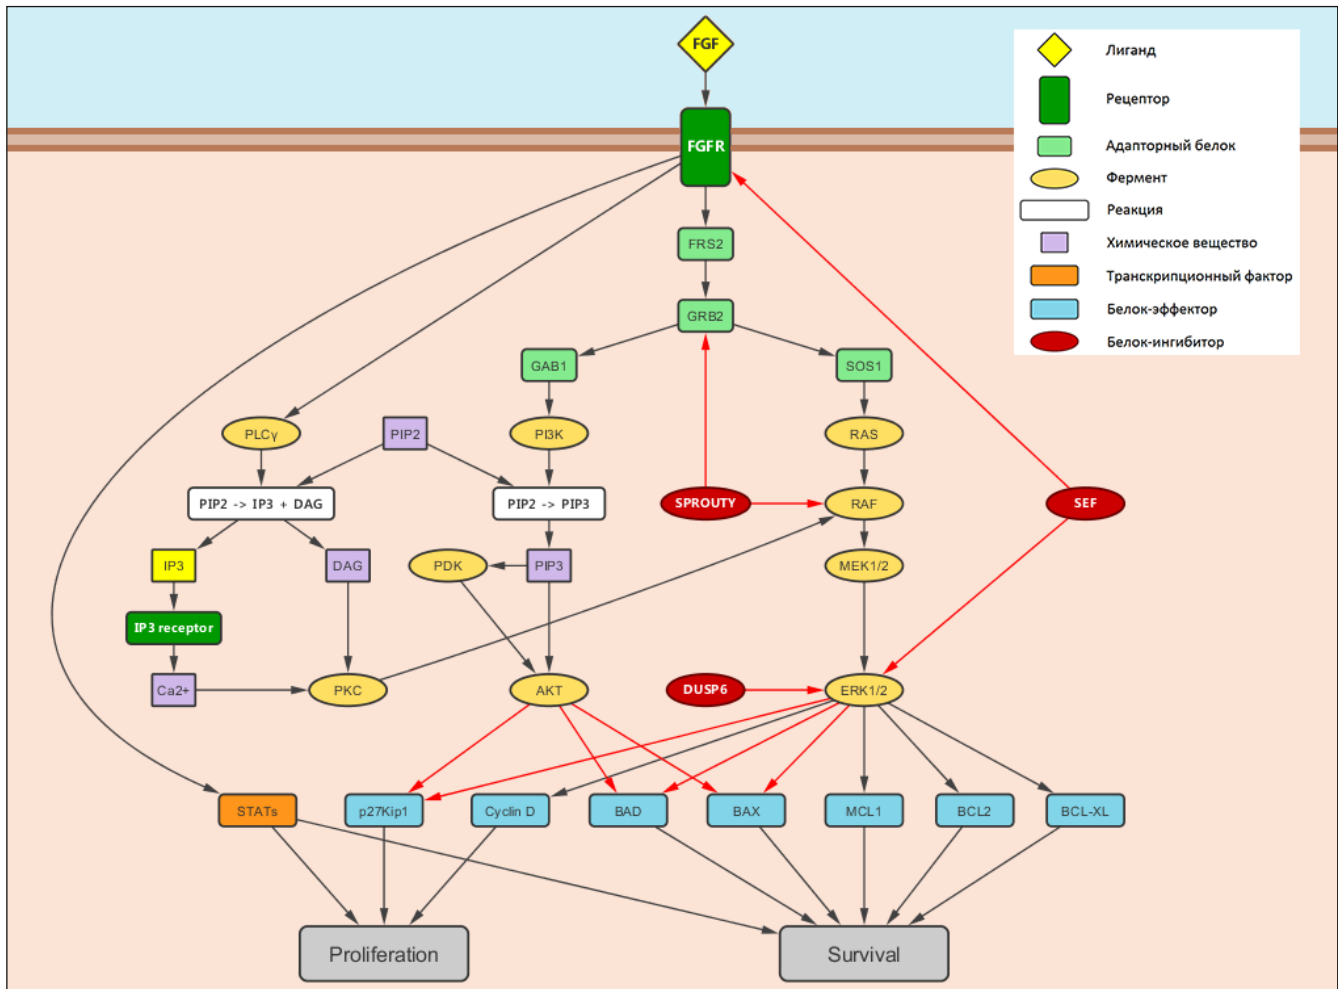 FGF
Лиганд
Рецептор
FGFR
Адапторный белок
Фермент
Реакция
Химическое вещество
FRS2
Транскрипционный фактор
Белок-эффектор
GRB2
Белок-ингибитор
GAB1
SOS1
PLCγ
PIP2
PI3K
RAS
PIP2 -> IP3 + DAG
PIP2 -> PIP3
SPROUTY
RAF
SEF
IP3
DAG
PDK
PIP3
MEK1/2
IP3 receptor
Ca2+
PKC
AKT
DUSP6
ERK1/2
STATs
p27Kip1
Cyclin D
BAD
BAX
MCL1
BCL2
BCL-XL
Proliferation
Survival